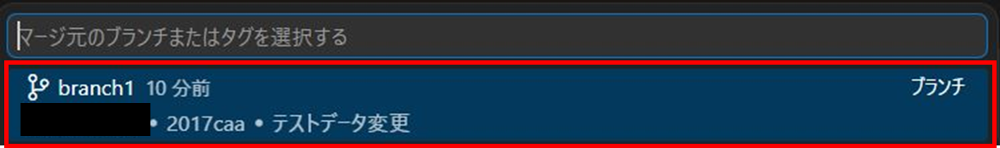 マージ元のブランチまたはタグを選択する
branch1 10 分前 ブランチ
• 2017caa • テストデータ変更